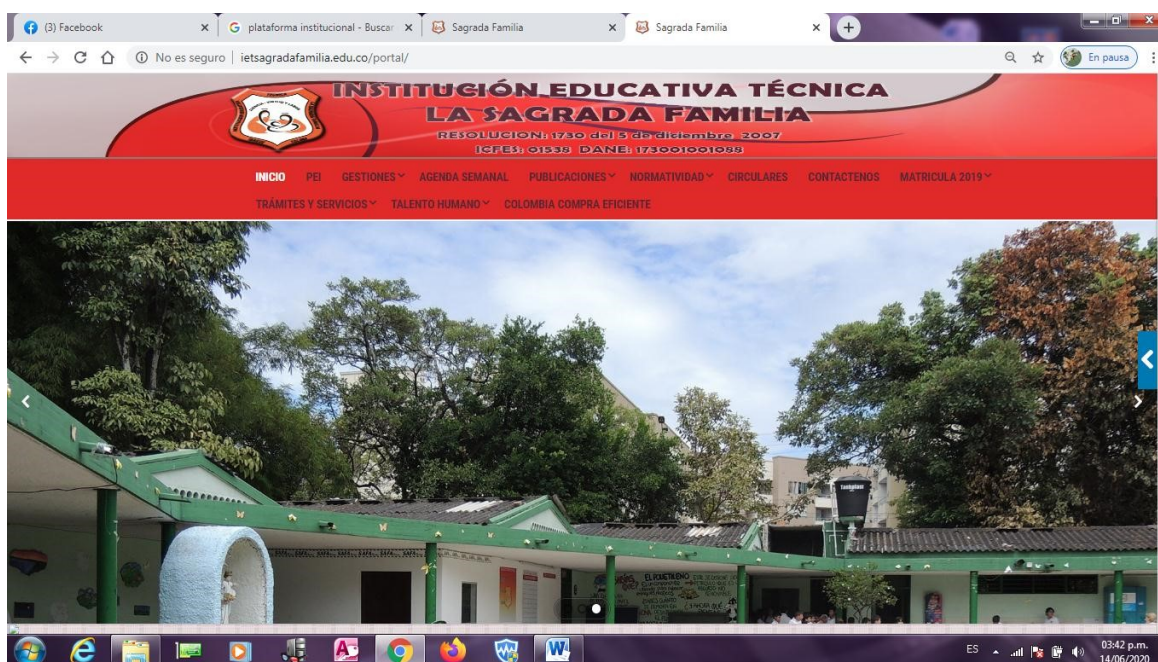 (3) Facebook
plataforma institucional - Buscar
Sagrada Familia
Sagrada Familia
No es seguro | ietsagradafamilia.edu.co/portal/
En pausa
INSTITUCIÓN EDUCATIVA TÉCNICA
LA SAGRADA FAMILIA
RESOLUCION: 1730 del 5 de diciembre 2007
ICFES: 01538 DANE: 173001001088
INICIO PEI GESTIONES AGENDA SEMANAL PUBLICACIONES NORMATIVIDAD CIRCULARES CONTACTENOS MATRICULA 2019
TRÁMITES Y SERVICIOS TALENTO HUMANO COLOMBIA COMPRA EFICIENTE
EL POLIETILENO
ES 03:42 p.m.
14/06/2020